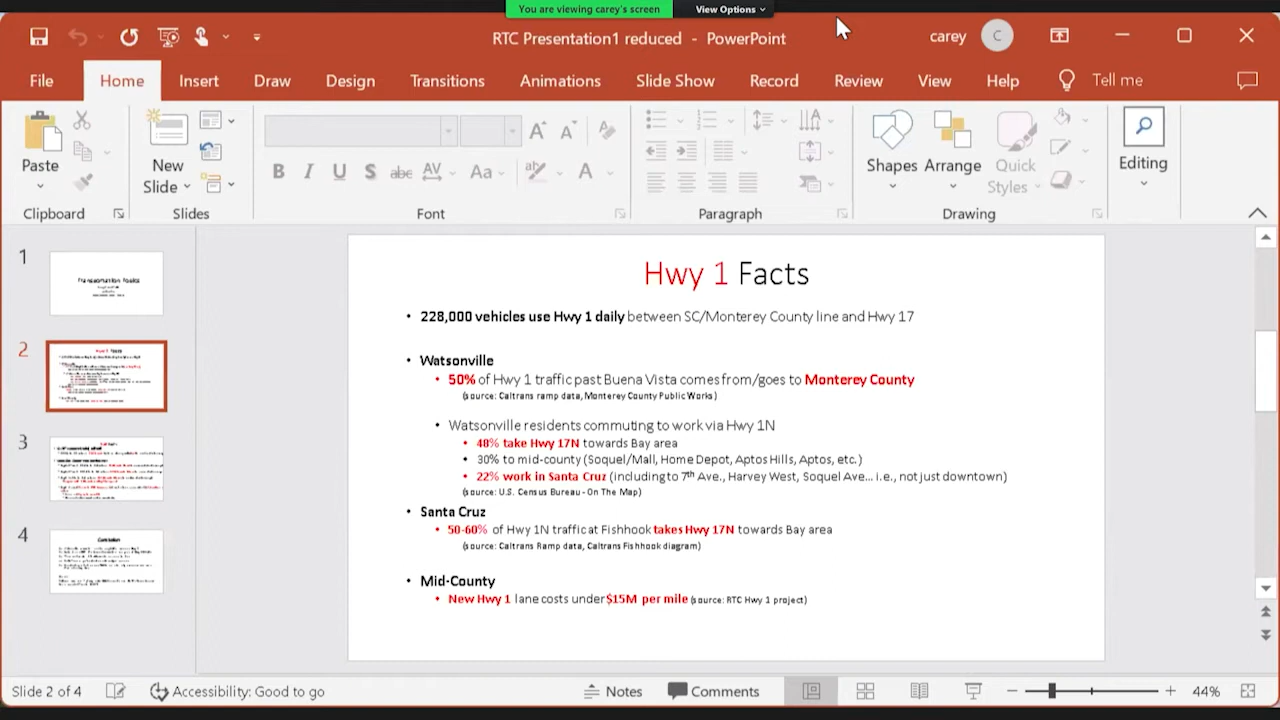 You are viewing carey's screen
View Options
RTC Presentation1 reduced - PowerPoint
carey
C
File
Home
Insert
Draw
Design
Transitions
Animations
Slide Show
Record
Review
View
Help
Tell me
Paste
New
Slide
Shapes
Arrange
Quick
Styles
Editing
Clipboard
Slides
Font
Paragraph
Drawing
1
2
3
4
Hwy 1 Facts
• 228,000 vehicles use Hwy 1 daily between SC/Monterey County line and Hwy 17
• Watsonville
• 50% of Hwy 1 traffic past Buena Vista comes from/goes to Monterey County
(source: Caltrans ramp data, Monterey County Public Works)
• Watsonville residents commuting to work via Hwy 1N
• 48% take Hwy 17N towards Bay area
• 30% to mid-county (Soquel/Mall, Home Depot, Aptos Hills, Aptos, etc.)
• 22% work in Santa Cruz (including to 7th Ave., Harvey West, Soquel Ave... i.e., not just downtown)
(source: U.S. Census Bureau - On The Map)
• Santa Cruz
• 50-60% of Hwy 1N traffic at Fishhook takes Hwy 17N towards Bay area
(source: Caltrans Ramp data, Caltrans Fishhook diagram)
• Mid-County
• New Hwy 1 lane costs under $15M per mile (source: RTC Hwy 1 project)
Slide 2 of 4
Accessibility: Good to go
Notes
Comments
44%